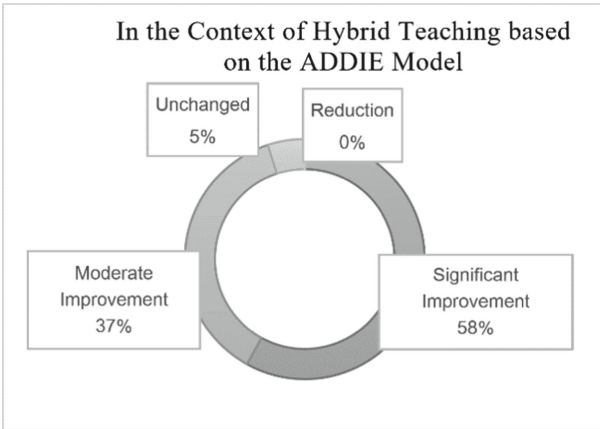 In the Context of Hybrid Teaching based
on the ADDIE Model
Unchanged
5%
Reduction
0%
Moderate
Improvement
37%
Significant
Improvement
58%